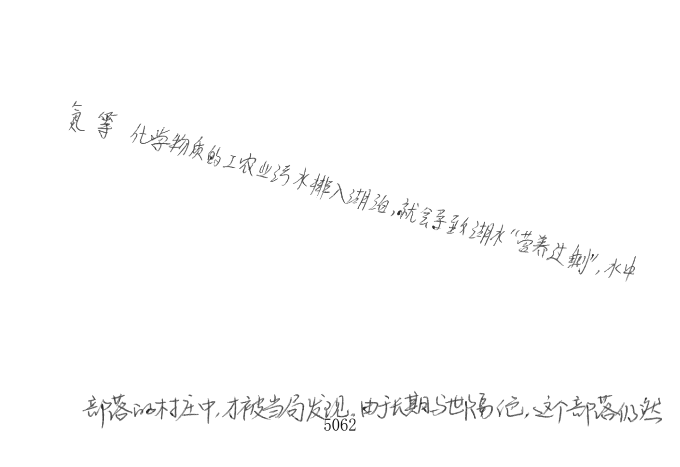 氮等化学物质的工农业污水排入湖泊,就会导致湖水“营养过剩”,水中
部落的村庄中,才被当局发现.由于长期与世隔绝,这个部落仍然
5062